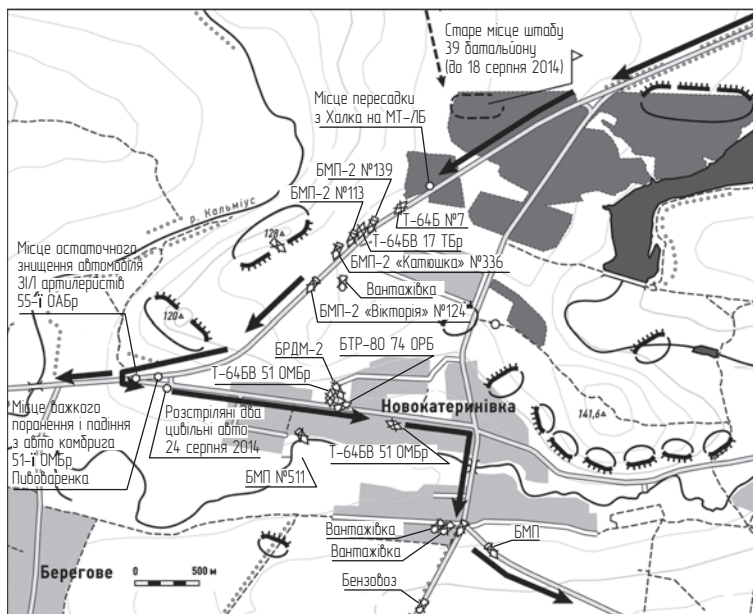 Старе місце штабу
39 батальйону
(до 18 серпня 2014)
Місце пересадки
з Халка на МТ-ЛБ
БМП-2 №139
БМП-2 №113
р. Кальміус
128
Т-64Б №7
Т-64БВ 17 ТБр
БМП-2 «Катюшка» №336
Вантажівка
БМП-2 «Вікторія» №124
Місце остаточного
знищення автомобіля
ЗІЛ артилеристів
55-ї ОАБр
120
БРДМ-2
БТР-80 74 ОРБ
Т-64БВ 51 ОМБр
Новокатеринівка
141,6
Місце важкого
поранення і падіння
з авто комбрига
51-ї ОМБр
Пивоваренка
Розстріляні два
цивільні авто
24 серпня 2014
Т-64БВ 51 ОМБр
БМП №511
Вантажівка
Вантажівка
БМП
Бензовоз
Берегове
0 500 м